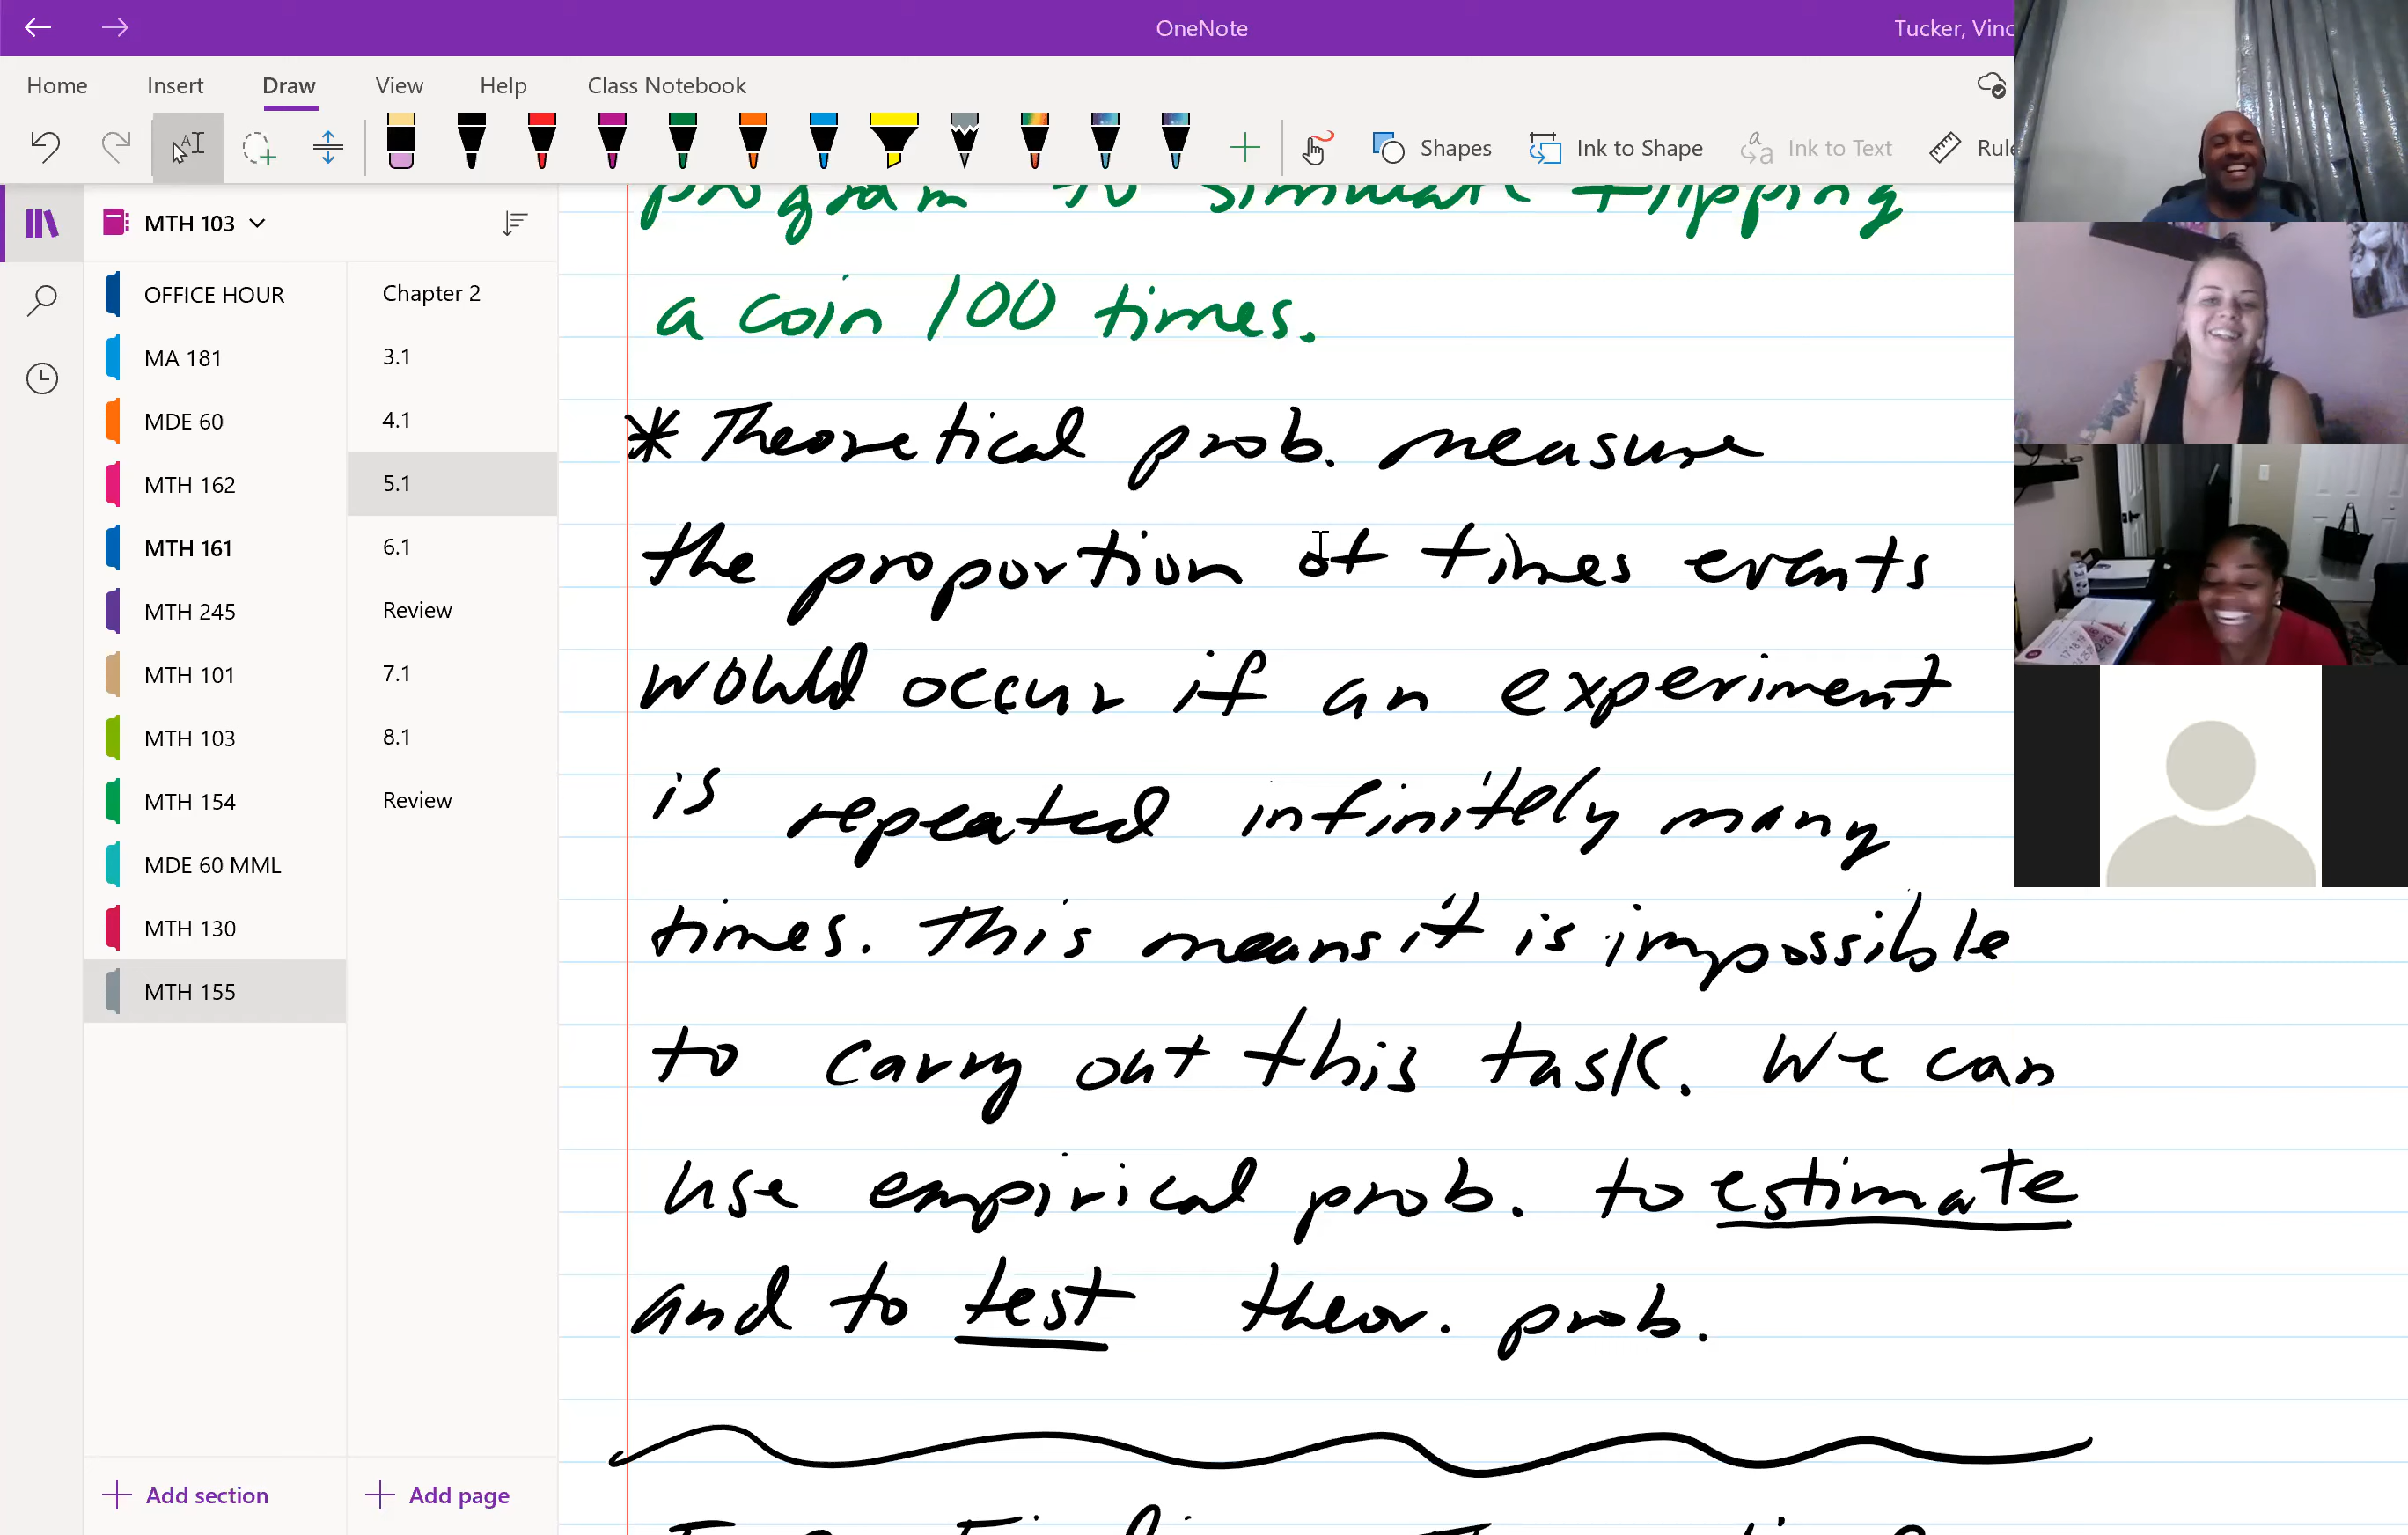 OneNote
Tucker, Vinc
Home Insert Draw View Help Class Notebook
Shapes Ink to Shape Ink to Text Rule
MTH 103
OFFICE HOUR
MA 181
MDE 60
MTH 162
MTH 161
MTH 245
MTH 101
MTH 103
MTH 154
MDE 60 MML
MTH 130
MTH 155
Add section
Chapter 2
3.1
4.1
5.1
6.1
Review
7.1
8.1
Review
Add page
program to simulate flipping
a coin 100 times.
* Theoretical prob. measure
the proportion of times events
would occur if an experiment
is repeated infinitely many
times. This means it is impossible
to carry out this task. We can
use empirical prob. to estimate
and to test theor. prob.